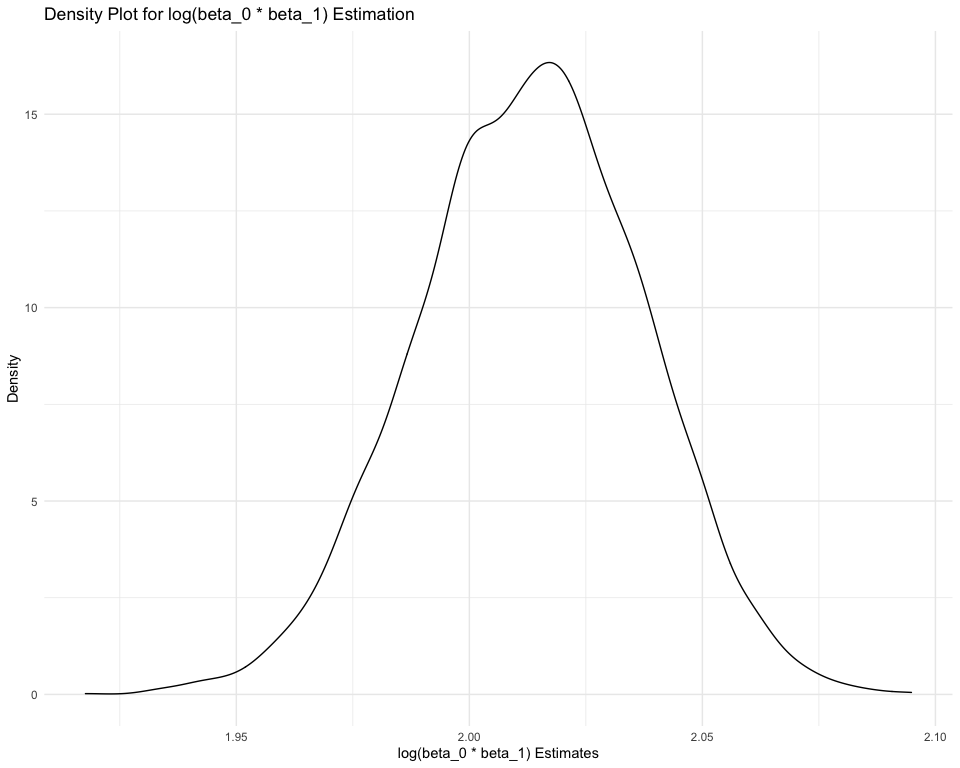 Density Plot for log(beta_0 * beta_1) Estimation
15
10
5
0
Density
1.95
2.00
2.05
2.10
log(beta_0 * beta_1) Estimates